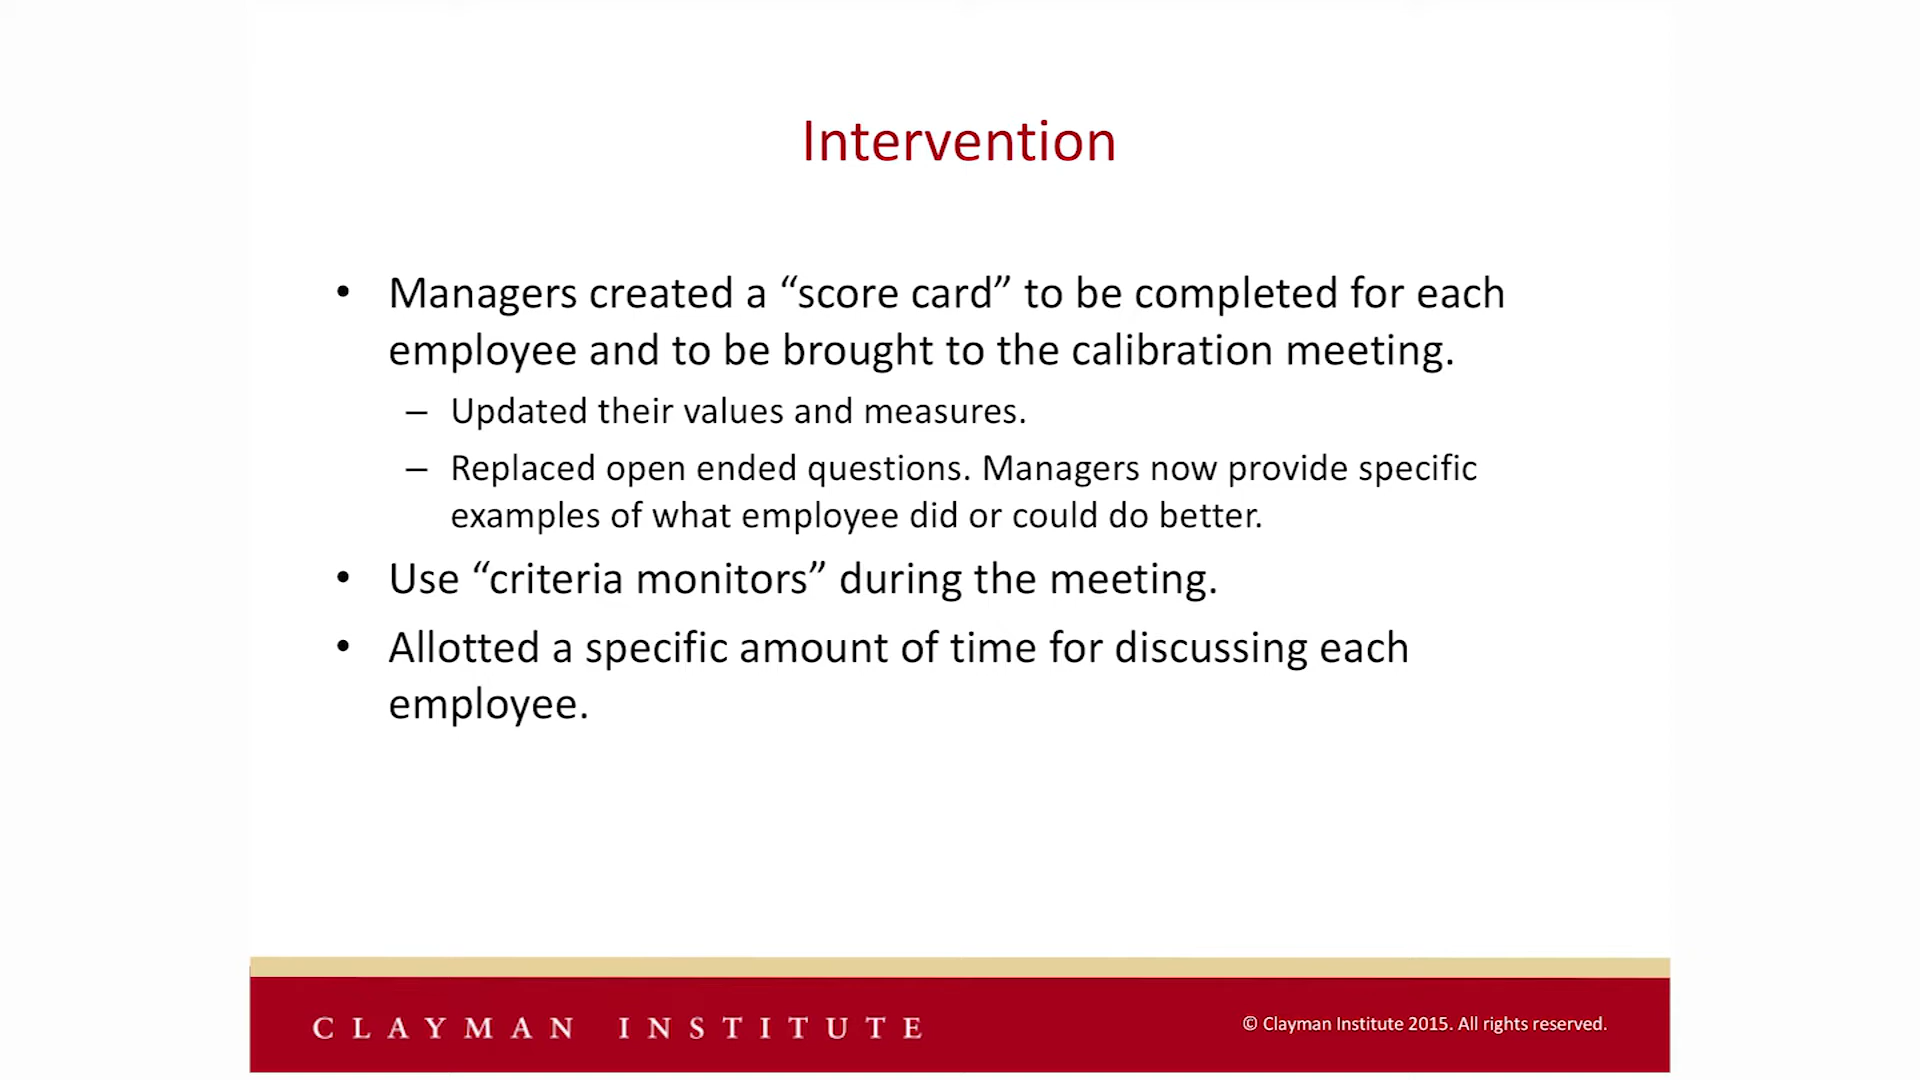 Intervention
• Managers created a “score card” to be completed for each
employee and to be brought to the calibration meeting.
– Updated their values and measures.
– Replaced open ended questions. Managers now provide specific
examples of what employee did or could do better.
• Use “criteria monitors” during the meeting.
• Allotted a specific amount of time for discussing each
employee.
CLAYMAN INSTITUTE
© Clayman Institute 2015. All rights reserved.